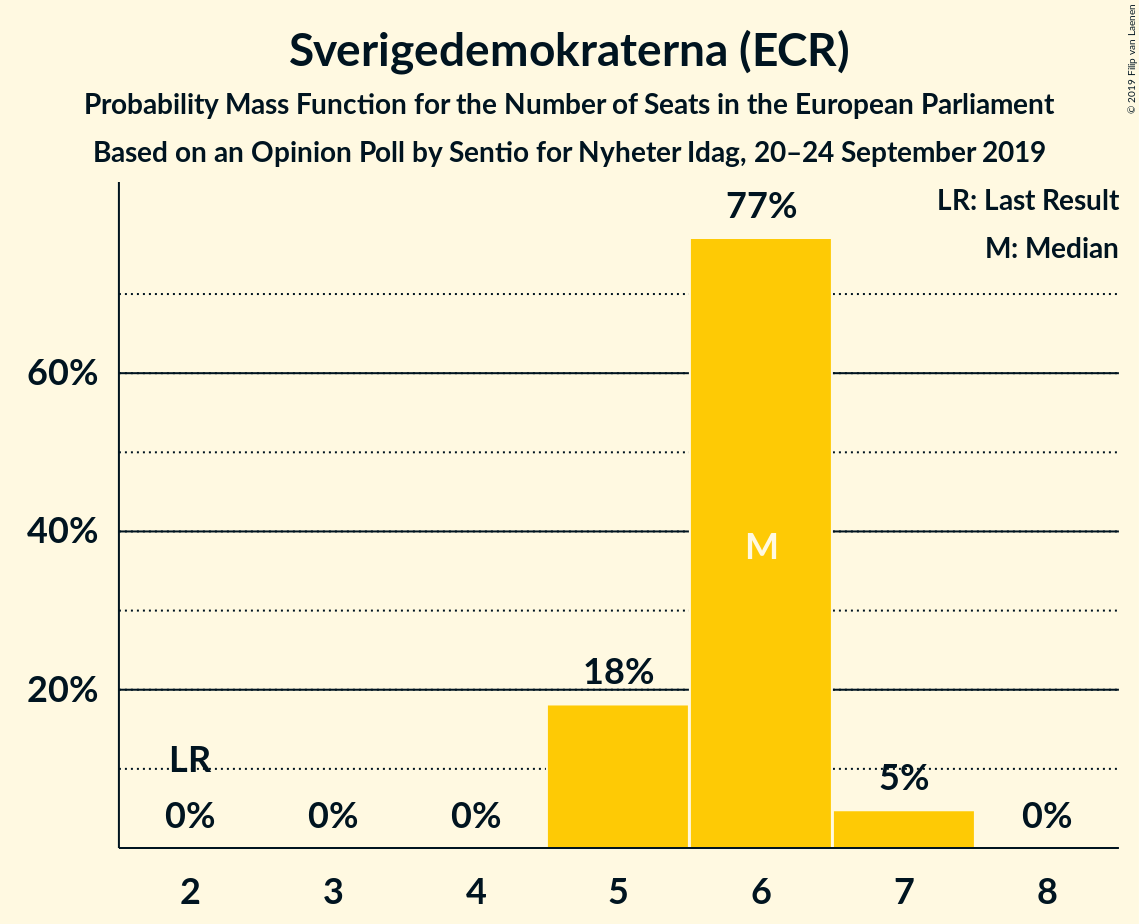 Sverigedemokraterna (ECR)
Probability Mass Function for the Number of Seats in the European Parliament
Based on an Opinion Poll by Sentio for Nyheter Idag, 20–24 September 2019
© 2019 Filip van Laenen
LR: Last Result
M: Median
77%
60%
40%
M
20%
18%
LR
5%
0%
0%
0%
0%
2
3
4
5
6
7
8